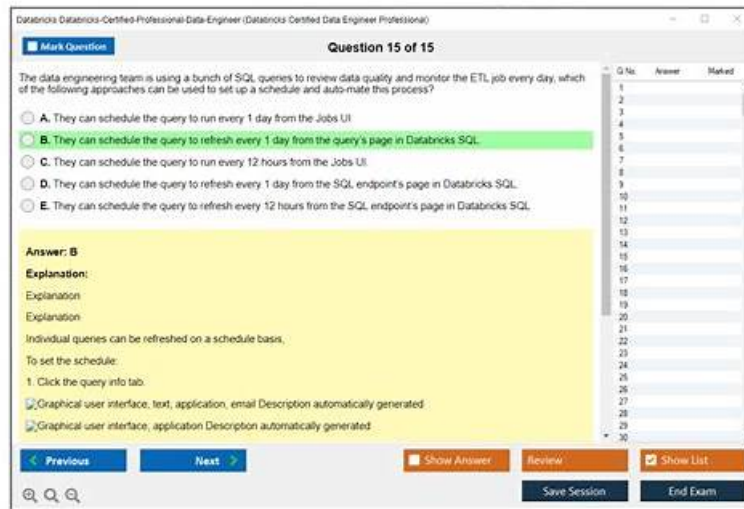 Databricks Databricks-Certified-Professional-Data-Engineer (Databricks Certified Data Engineer Professional)
Mark Question
Question 15 of 15
The data engineering team is using a bunch of SQL queries to review data quality and monitor the ETL job every day, which
of the following approaches can be used to set up a schedule and auto-mate this process?
A. They can schedule the query to run every 1 day from the Jobs UI
B. They can schedule the query to refresh every 1 day from the query's page in Databricks SQL.
C. They can schedule the query to run every 12 hours from the Jobs UI.
D. They can schedule the query to refresh every 1 day from the SQL endpoint's page in Databricks SQL.
E. They can schedule the query to refresh every 12 hours from the SQL endpoint's page in Databricks SQL
Answer: B
Explanation:
Explanation
Explanation
Individual queries can be refreshed on a schedule basis,
To set the schedule:
1. Click the query info tab.
Graphical user interface, text, application, email Description automatically generated
Graphical user interface, application Description automatically generated
Q No. Answer Marked
1
2
3
4
5
6
7
8
9
10
11
12
13
14
15
16
17
18
19
20
21
22
23
24
25
26
27
28
29
30
Previous
Next
Show Answer
Review
Show List
Save Session
End Exam